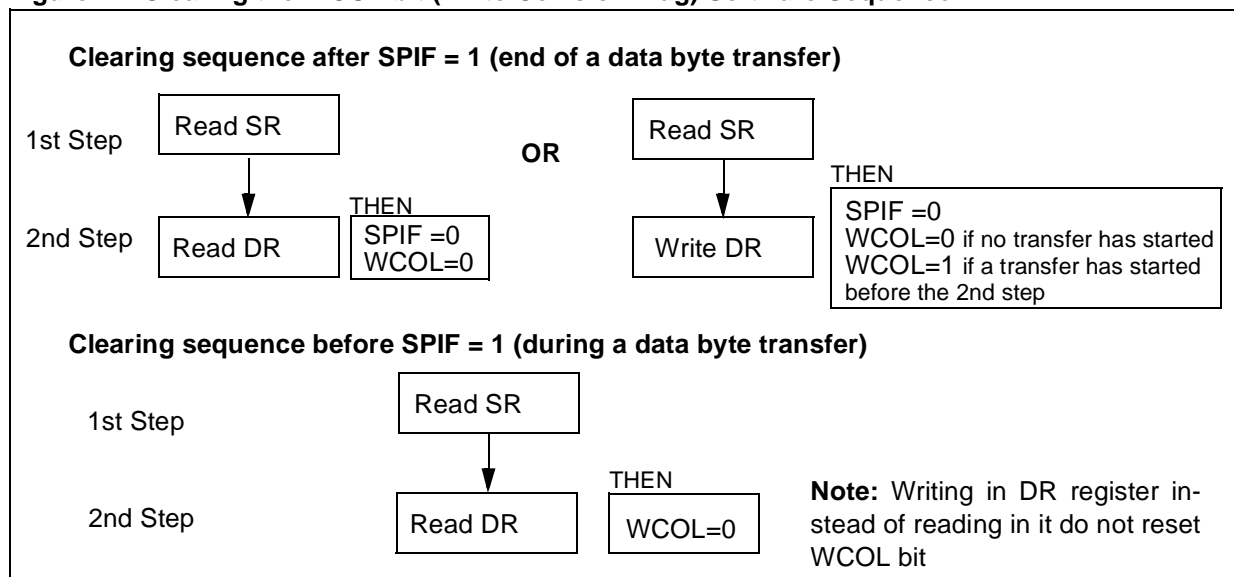 Clearing sequence after SPIF = 1 (end of a data byte transfer)
1st Step
Read SR
OR
Read SR
THEN
2nd Step
Read DR
THEN
SPIF =0
WCOL=0
Write DR
SPIF =0
WCOL=0 if no transfer has started
WCOL=1 if a transfer has started
before the 2nd step
Clearing sequence before SPIF = 1 (during a data byte transfer)
1st Step
Read SR
2nd Step
Read DR
THEN
WCOL=0
Note: Writing in DR register in-
stead of reading in it do not reset
WCOL bit